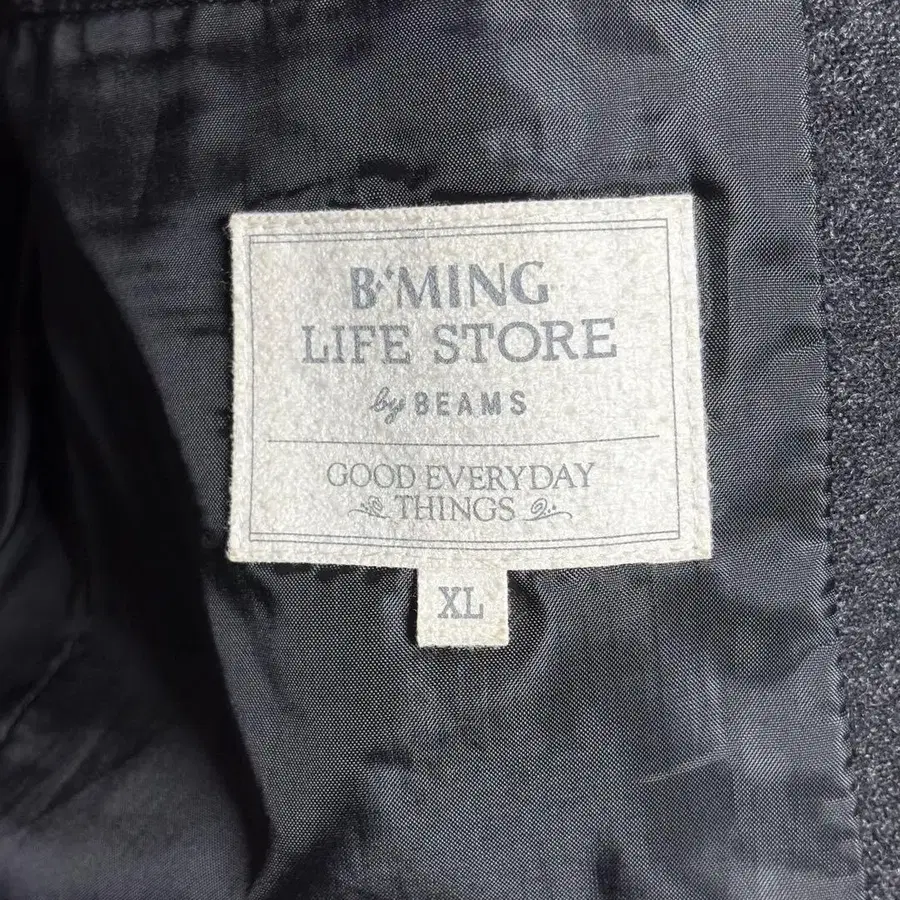 B'MING
LIFE STORE
by BEAMS
GOOD EVERYDAY
THINGS
XL